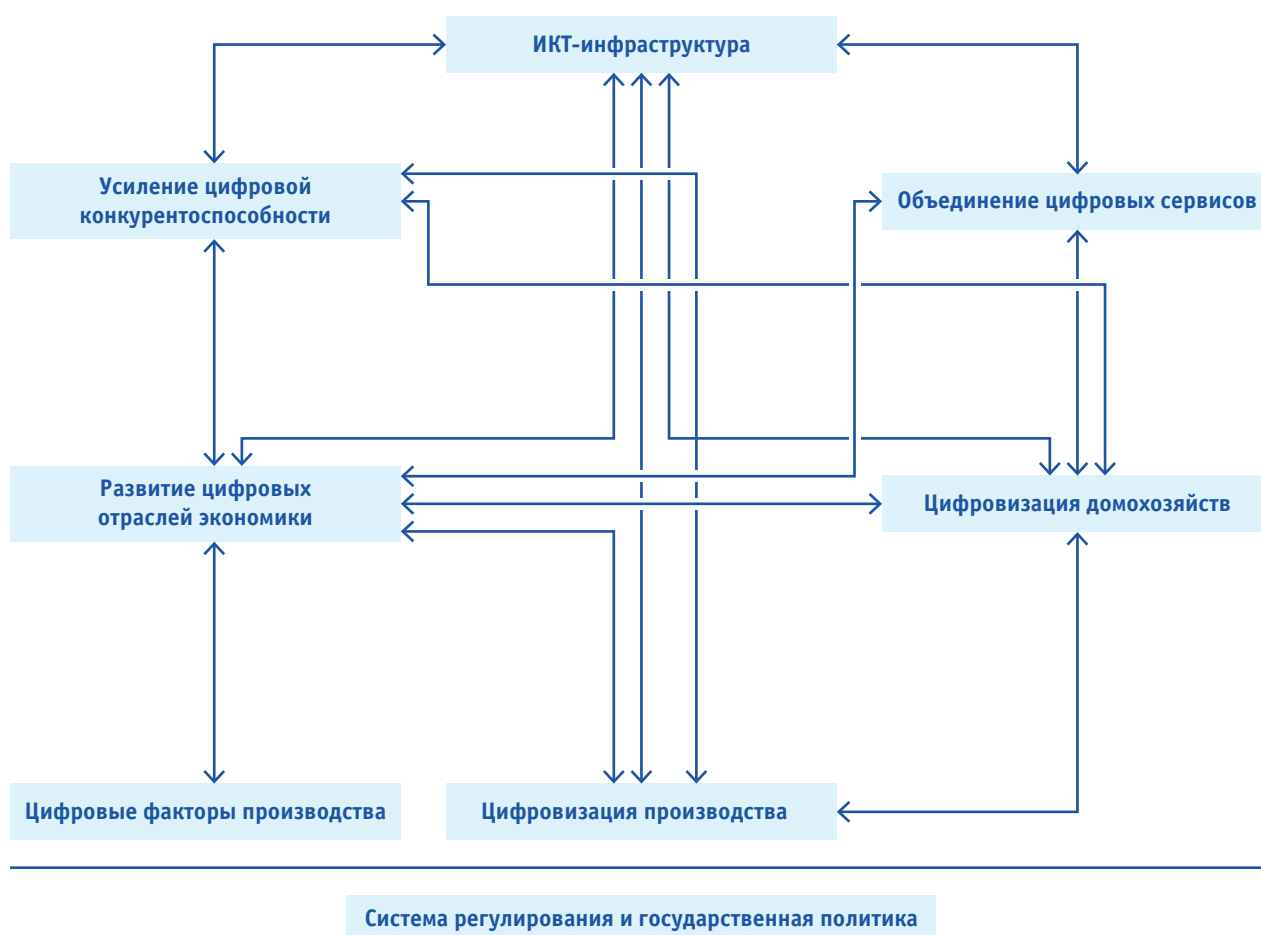 ИКТ-инфраструктура
Усиление цифровой
конкурентоспособности
Объединение цифровых сервисов
Развитие цифровых
отраслей экономики
Цифровизация домохозяйств
Цифровые факторы производства
Цифровизация производства
Система регулирования и государственная политика